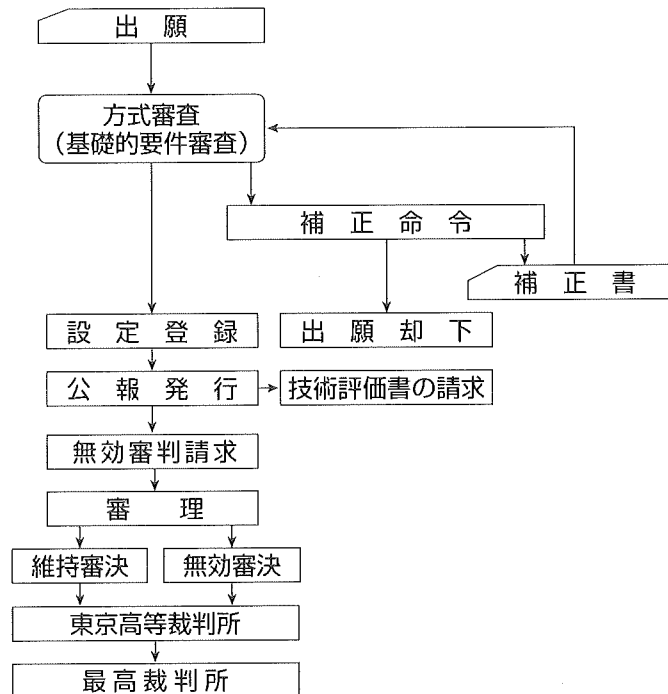 出願
方式審査
(基礎的要件審査)
補正命令
補正書
設定登録
出願却下
公報発行
技術評価書の請求
無効審判請求
審理
維持審決
無効審決
東京高等裁判所
最高裁判所